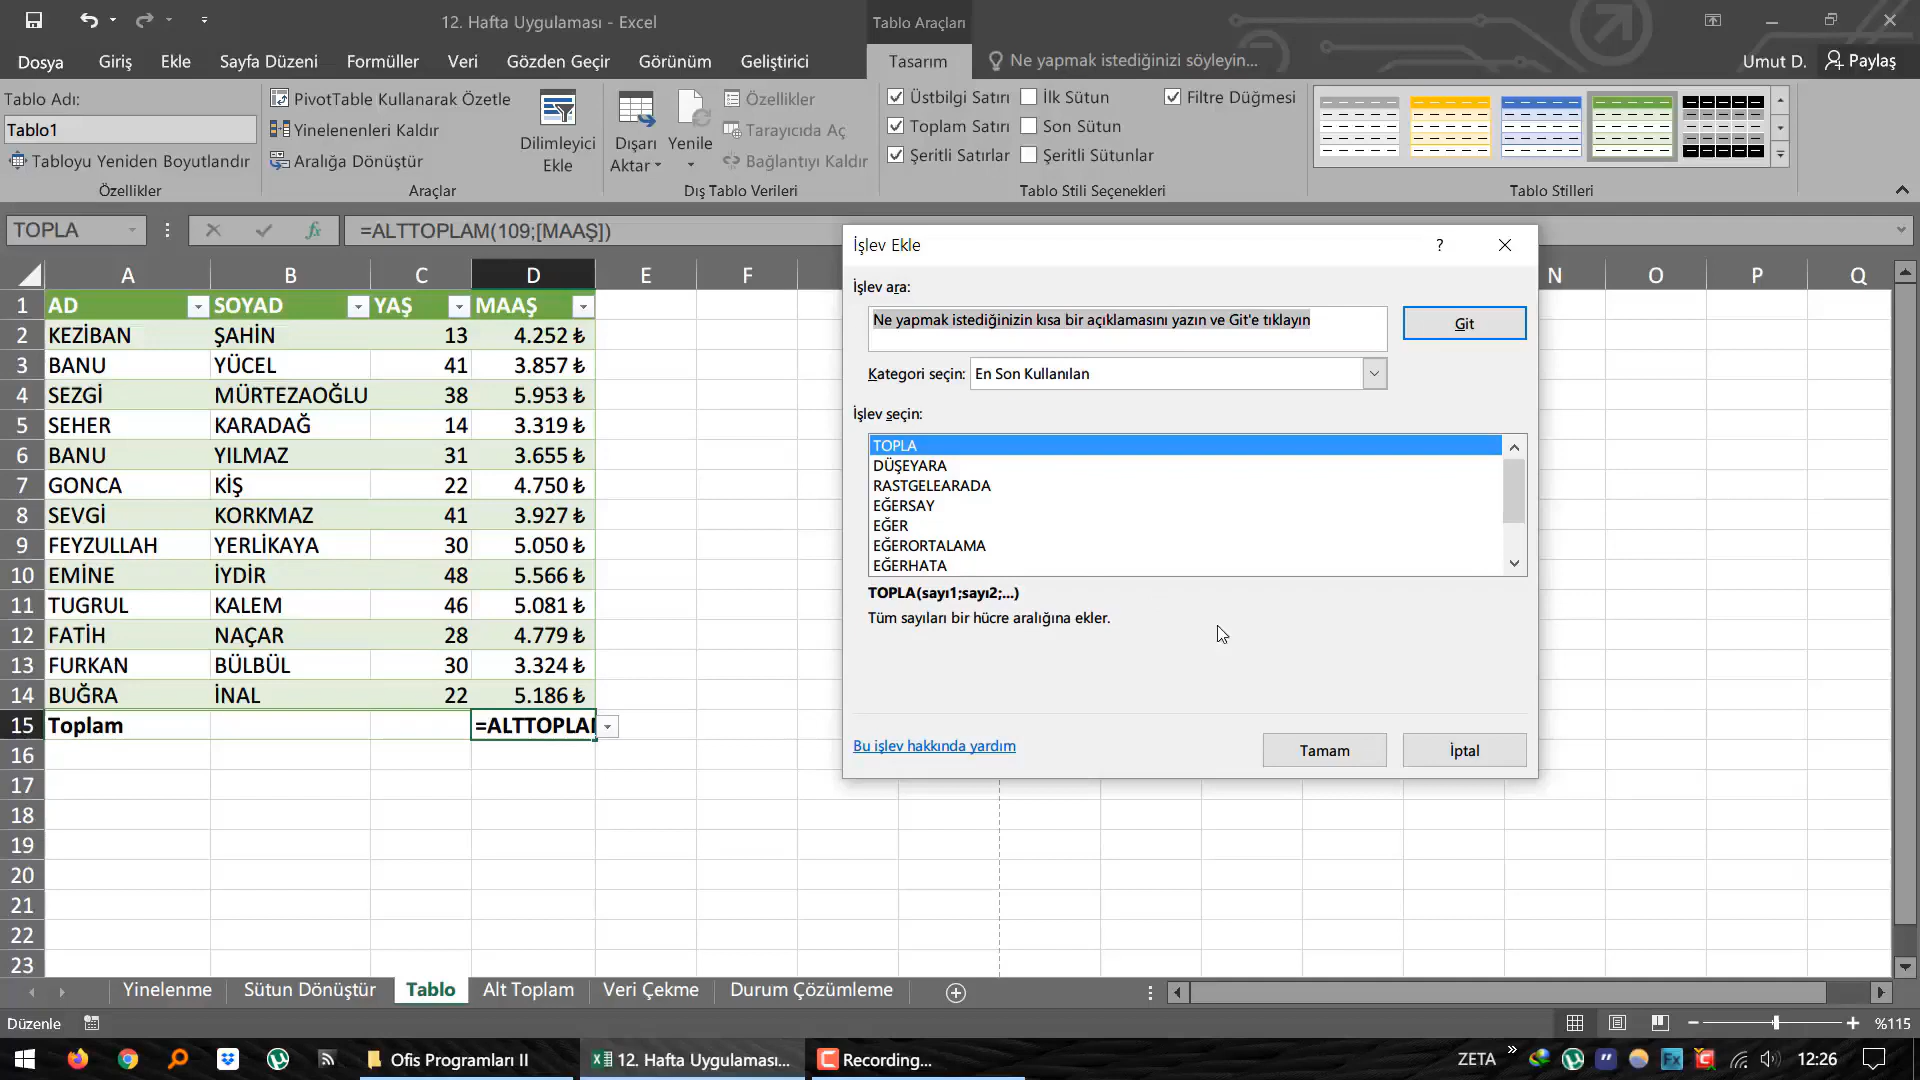 12. Hafta Uygulaması - Excel
Tablo Araçları
Dosya
Giriş
Ekle
Sayfa Düzeni
Formüller
Veri
Gözden Geçir
Görünüm
Geliştirici
Tasarım
Ne yapmak istediğinizi söyleyin...
Umut D.
Paylaş
Tablo Adı:
Tablo1
Tabloyu Yeniden Boyutlandır
Özellikler
PivotTable Kullanarak Özetle
Yinelenenleri Kaldır
Aralığa Dönüştür
Araçlar
Dilimleyici
Ekle
Dışarı
Aktar
Yenile
Özellikler
Tarayıcıda Aç
Bağlantıyı Kaldır
Dış Tablo Verileri
Üstbilgi Satırı
İlk Sütun
Filtre Düğmesi
Toplam Satırı
Son Sütun
Şeritli Satırlar
Şeritli Sütunlar
Tablo Stili Seçenekleri
Tablo Stilleri
TOPLA
fx
=ALTTOPLAM(109;[MAAŞ])
A B C D E F N O P Q
1 AD SOYAD YAŞ MAAŞ
2 KEZİBAN ŞAHİN 13 4.252 ₺
3 BANU YÜCEL 41 3.857 ₺
4 SEZGİ MÜRTEZAOĞLU 38 5.953 ₺
5 SEHER KARADAĞ 14 3.319 ₺
6 BANU YILMAZ 31 3.655 ₺
7 GONCA KİŞ 22 4.750 ₺
8 SEVGİ KORKMAZ 41 3.927 ₺
9 FEYZULLAH YERLİKAYA 30 5.050 ₺
10 EMİNE İYDİR 48 5.566 ₺
11 TUGRUL KALEM 46 5.081 ₺
12 FATİH NAÇAR 28 4.779 ₺
13 FURKAN BÜLBÜL 30 3.324 ₺
14 BUĞRA İNAL 22 5.186 ₺
15 Toplam =ALTTOPLA
16
17
18
19
20
21
22
23
İşlev Ekle
?
İşlev ara:
Ne yapmak istediğinizin kısa bir açıklamasını yazın ve Git'e tıklayın
Git
Kategori seçin:
En Son Kullanılan
İşlev seçin:
TOPLA
DÜŞEYARA
RASTGELEARADA
EĞERSAY
EĞER
EĞERORTALAMA
EĞERHATA
TOPLA(sayı1;sayı2;...)
Tüm sayıları bir hücre aralığına ekler.
Bu işlev hakkında yardım
Tamam
İptal
Yinelenme
Sütun Dönüştür
Tablo
Alt Toplam
Veri Çekme
Durum Çözümleme
Düzenle
%115
Ofis Programları II
12. Hafta Uygulaması...
Recording...
ZETA
12:26